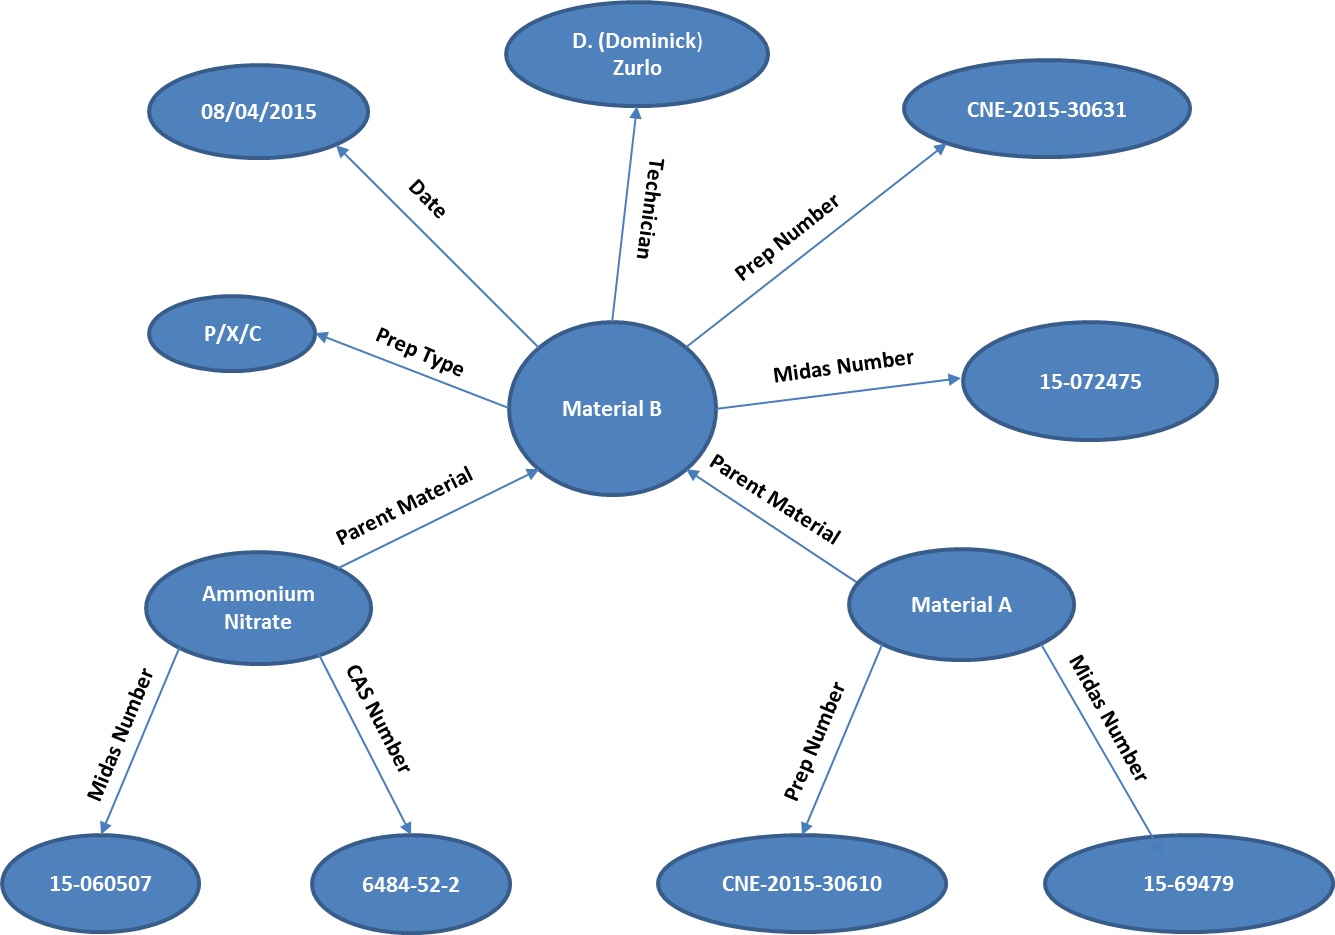 D. (Dominick)
Zurlo
08/04/2015
CNE-2015-30631
Date
Technician
Prep Number
P/X/C
Prep Type
Midas Number
15-072475
Material B
Parent Material
Parent Material
Ammonium
Nitrate
Material A
Midas Number
CAS Number
Prep Number
Midas Number
15-060507
6484-52-2
CNE-2015-30610
15-69479